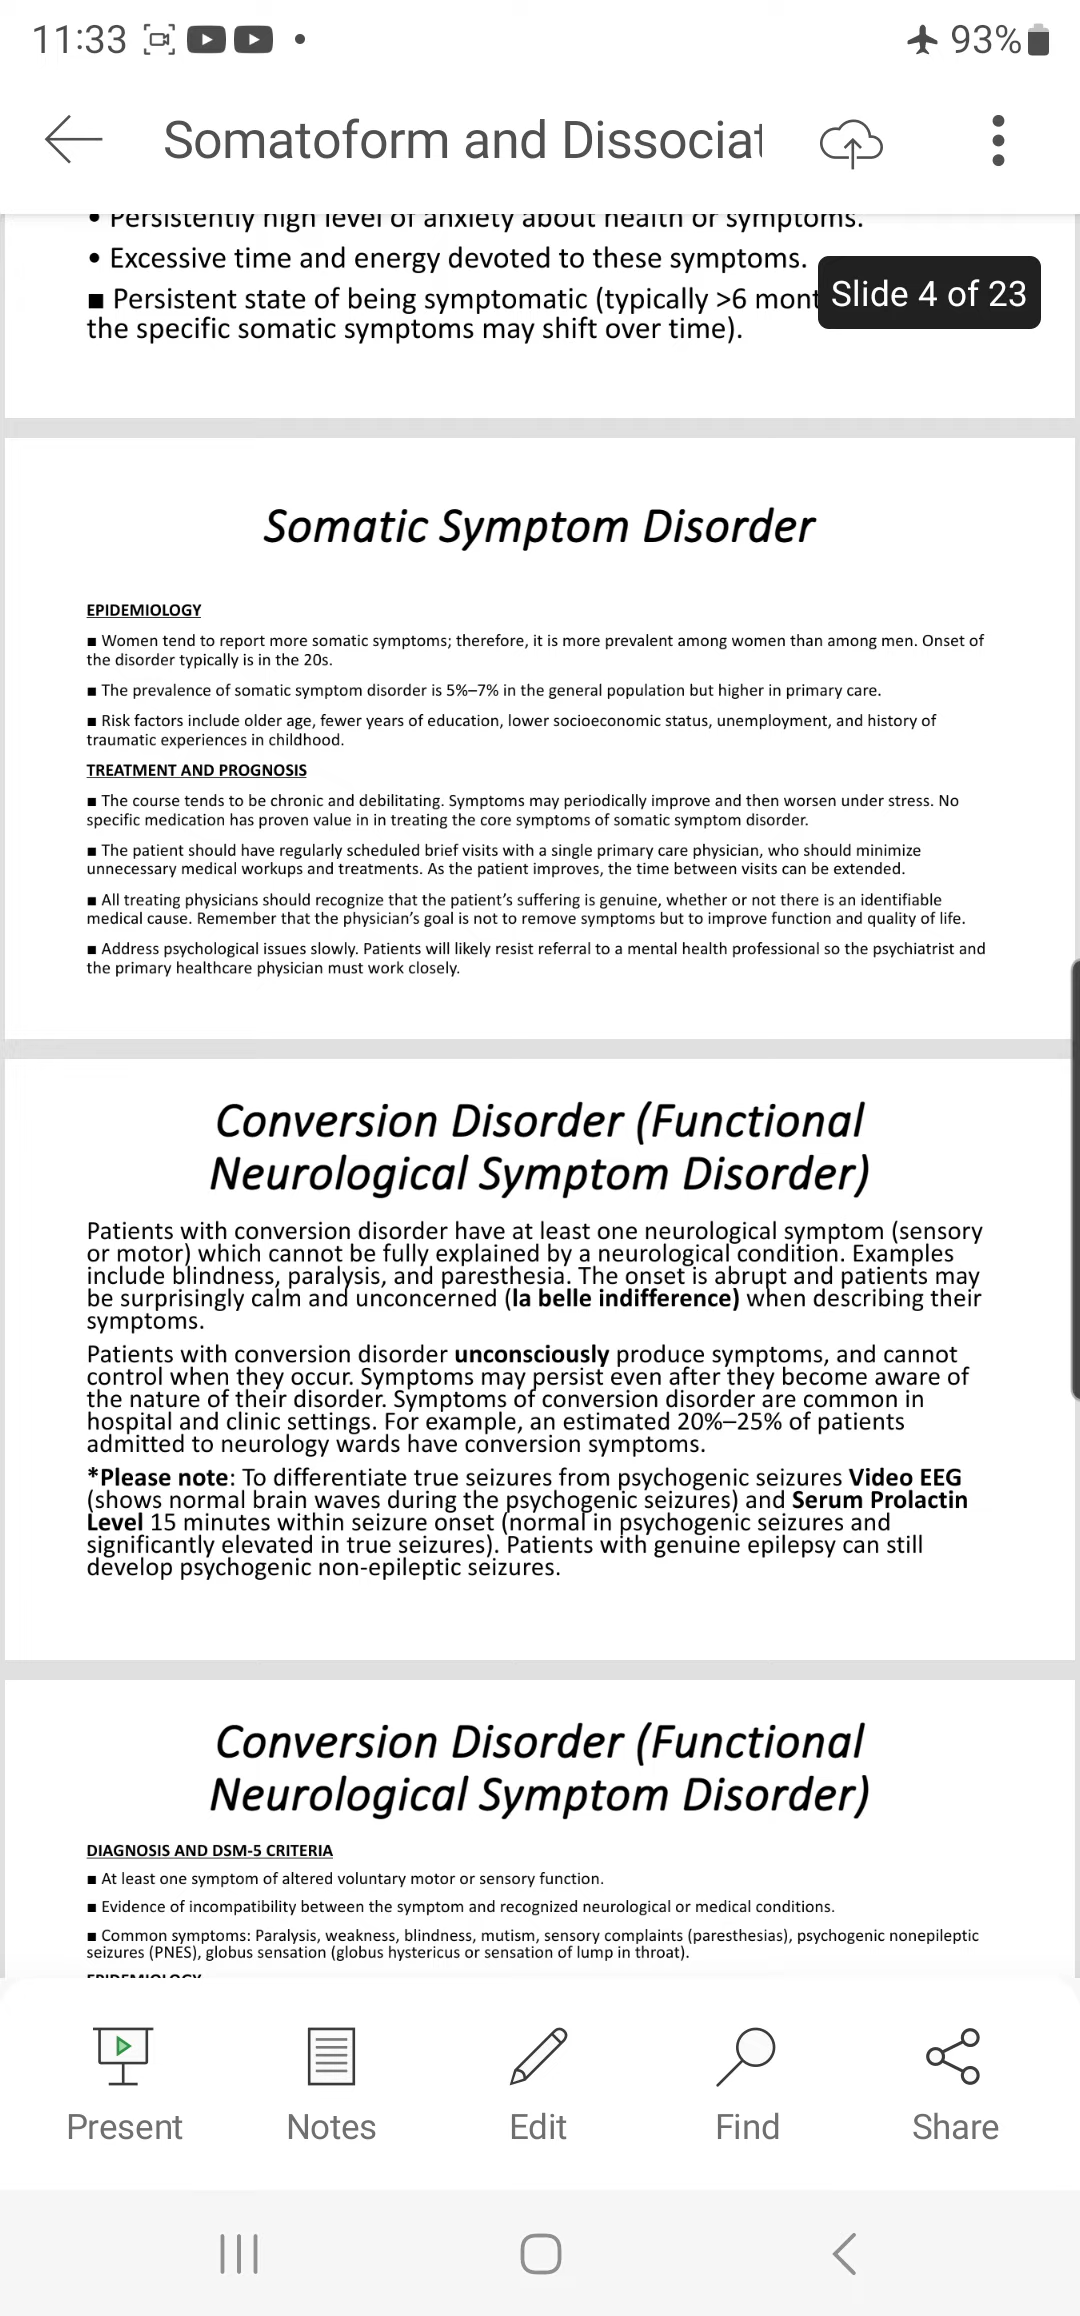 11:33
93%
Somatoform and Dissociat
• Persistently high level of anxiety about health or symptoms.
• Excessive time and energy devoted to these symptoms.
■ Persistent state of being symptomatic (typically >6 mont
Slide 4 of 23
the specific somatic symptoms may shift over time).
Somatic Symptom Disorder
EPIDEMIOLOGY
■ Women tend to report more somatic symptoms; therefore, it is more prevalent among women than among men. Onset of
the disorder typically is in the 20s.
■ The prevalence of somatic symptom disorder is 5%–7% in the general population but higher in primary care.
■ Risk factors include older age, fewer years of education, lower socioeconomic status, unemployment, and history of
traumatic experiences in childhood.
TREATMENT AND PROGNOSIS
■ The course tends to be chronic and debilitating. Symptoms may periodically improve and then worsen under stress. No
specific medication has proven value in in treating the core symptoms of somatic symptom disorder.
■ The patient should have regularly scheduled brief visits with a single primary care physician, who should minimize
unnecessary medical workups and treatments. As the patient improves, the time between visits can be extended.
■ All treating physicians should recognize that the patient's suffering is genuine, whether or not there is an identifiable
medical cause. Remember that the physician's goal is not to remove symptoms but to improve function and quality of life.
■ Address psychological issues slowly. Patients will likely resist referral to a mental health professional so the psychiatrist and
the primary healthcare physician must work closely.
Conversion Disorder (Functional
Neurological Symptom Disorder)
Patients with conversion disorder have at least one neurological symptom (sensory
or motor) which cannot be fully explained by a neurological condition. Examples
include blindness, paralysis, and paresthesia. The onset is abrupt and patients may
be surprisingly calm and unconcerned (la belle indifference) when describing their
symptoms.
Patients with conversion disorder unconsciously produce symptoms, and cannot
control when they occur. Symptoms may persist even after they become aware of
the nature of their disorder. Symptoms of conversion disorder are common in
hospital and clinic settings. For example, an estimated 20%–25% of patients
admitted to neurology wards have conversion symptoms.
*Please note: To differentiate true seizures from psychogenic seizures Video EEG
(shows normal brain waves during the psychogenic seizures) and Serum Prolactin
Level 15 minutes within seizure onset (normal in psychogenic seizures and
significantly elevated in true seizures). Patients with genuine epilepsy can still
develop psychogenic non-epileptic seizures.
Conversion Disorder (Functional
Neurological Symptom Disorder)
DIAGNOSIS AND DSM-5 CRITERIA
■ At least one symptom of altered voluntary motor or sensory function.
■ Evidence of incompatibility between the symptom and recognized neurological or medical conditions.
■ Common symptoms: Paralysis, weakness, blindness, mutism, sensory complaints (paresthesias), psychogenic nonepileptic
seizures (PNES), globus sensation (globus hystericus or sensation of lump in throat).
EPIDEMIOLOGY
Present
Notes
Edit
Find
Share